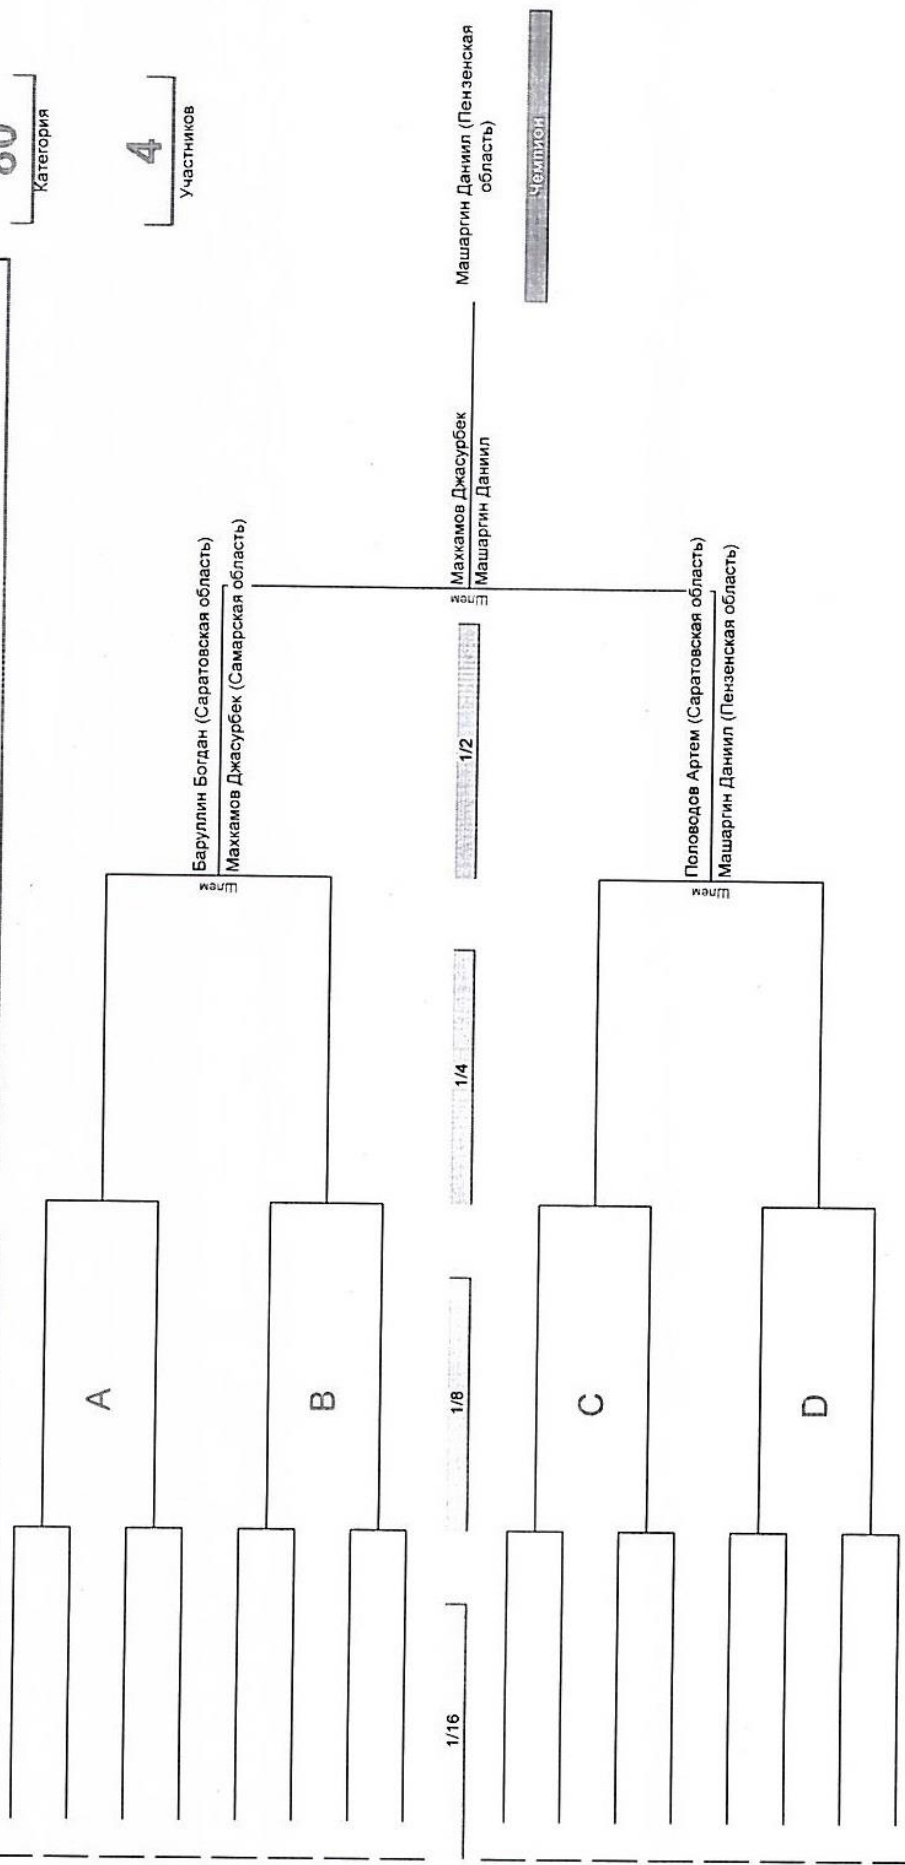 Категория
4
Участников
Баруллин Богдан (Саратовская область)
Махкамов Джасурбек (Самарская область)
Шлем
Махкамов Джасурбек
Машаргин Даниил
Шлем
Машаргин Даниил (Пензенская
область)
Чемпион
Половодов Артем (Саратовская область)
Машаргин Даниил (Пензенская область)
Шлем
A
B
1/16
1/8
1/4
1/2
C
D